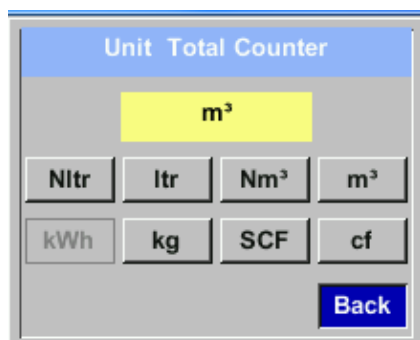 Unit Total Counter
m³
Nltr ltr Nm³ m³
kWh kg SCF cf
Back